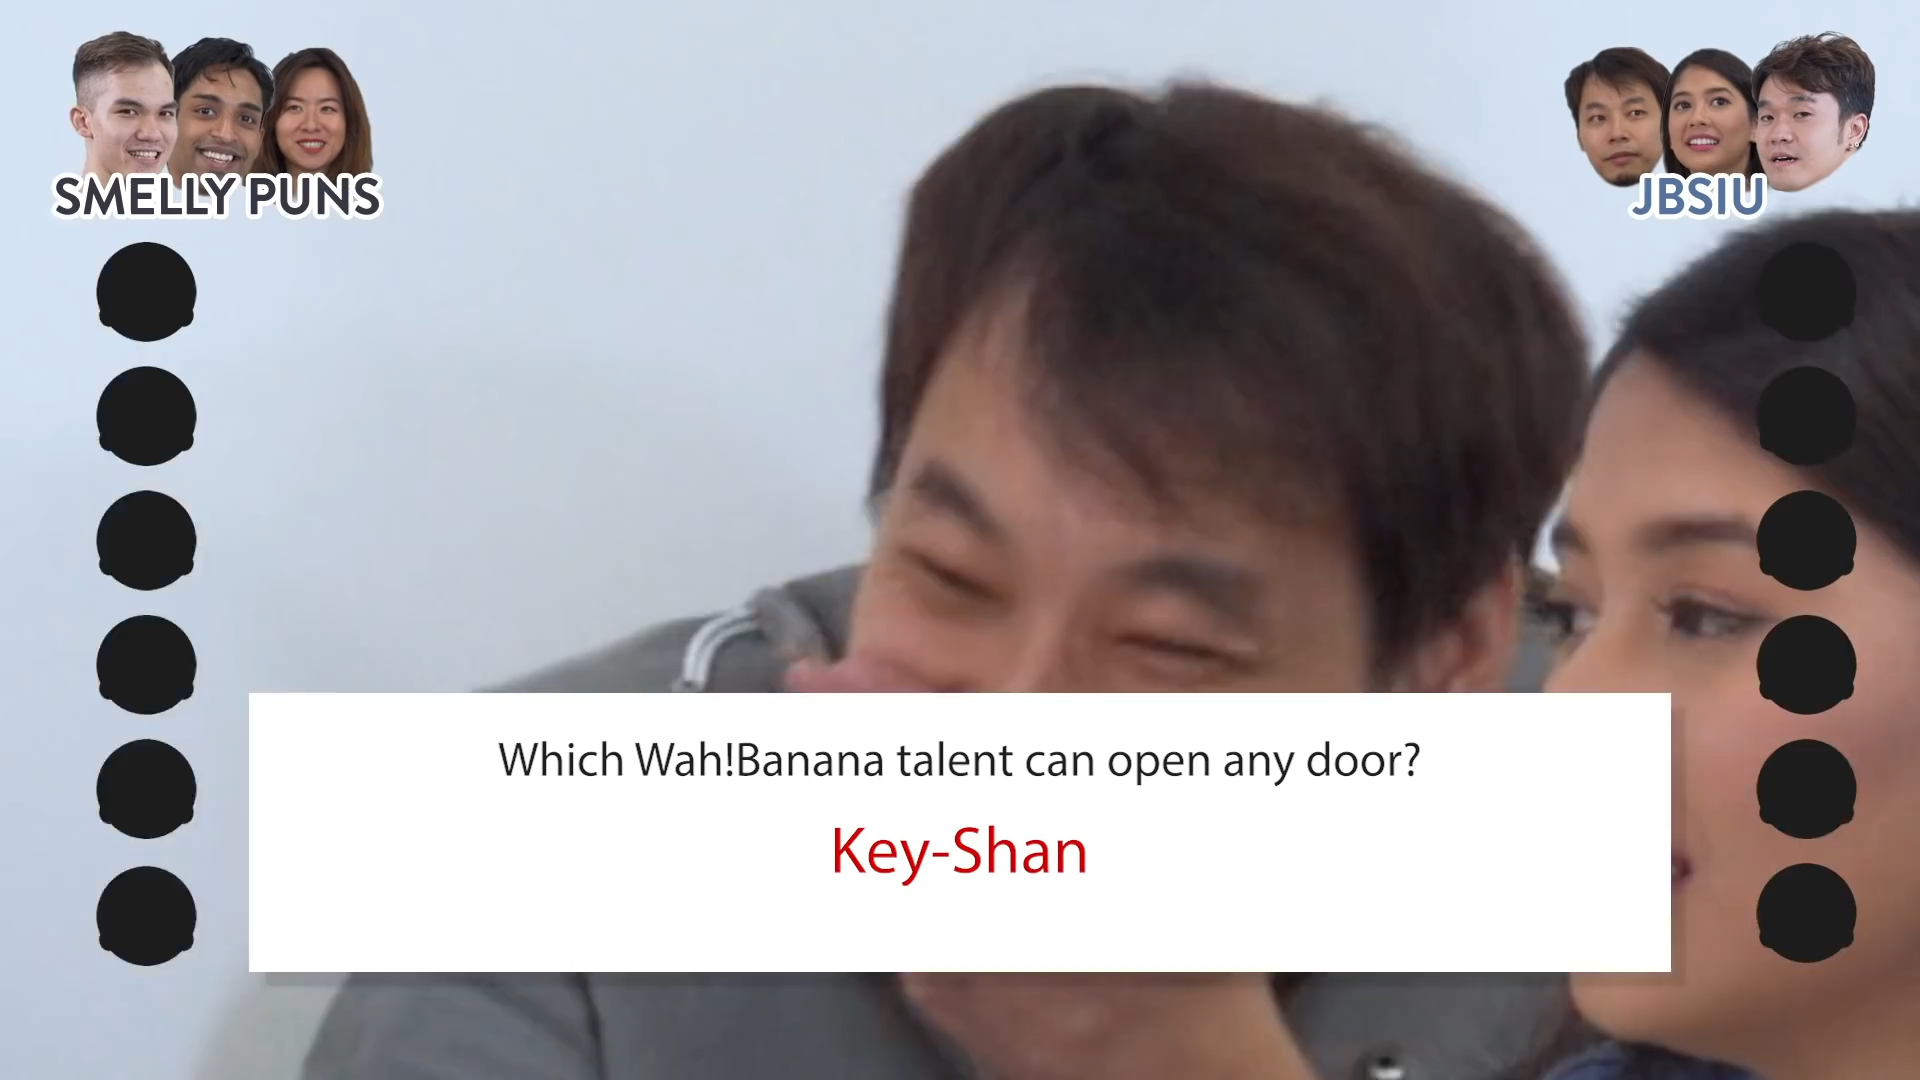 SMELLY PUNS
JBSIU
Which Wah!Banana talent can open any door?
Key-Shan